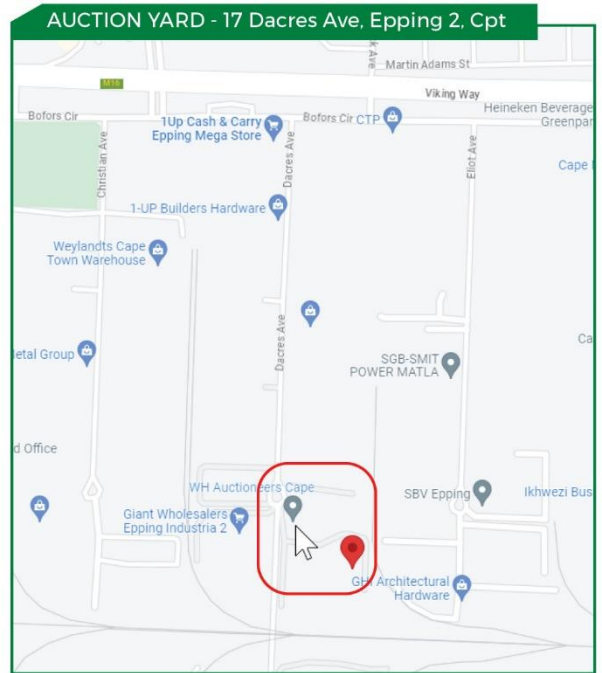 AUCTION YARD - 17 Dacres Ave, Epping 2, Cpt
Martin Adams St
M16
Viking Way
Bofors Cir
1Up Cash & Carry
Epping Mega Store
Bofors Cir
CTP
Heineken Beverage
Greenpar
Christian Ave
Dacres Ave
Eliot Ave
Cape
1-UP Builders Hardware
Weylandts Cape
Town Warehouse
Dacres Ave
etal Group
SGB-SMIT
POWER MATLA
Ca
d Office
WH Auctioneers Cape
SBV Epping
Ikhwezi Bus
Giant Wholesalers
Epping Industria 2
Architectural
Hardware